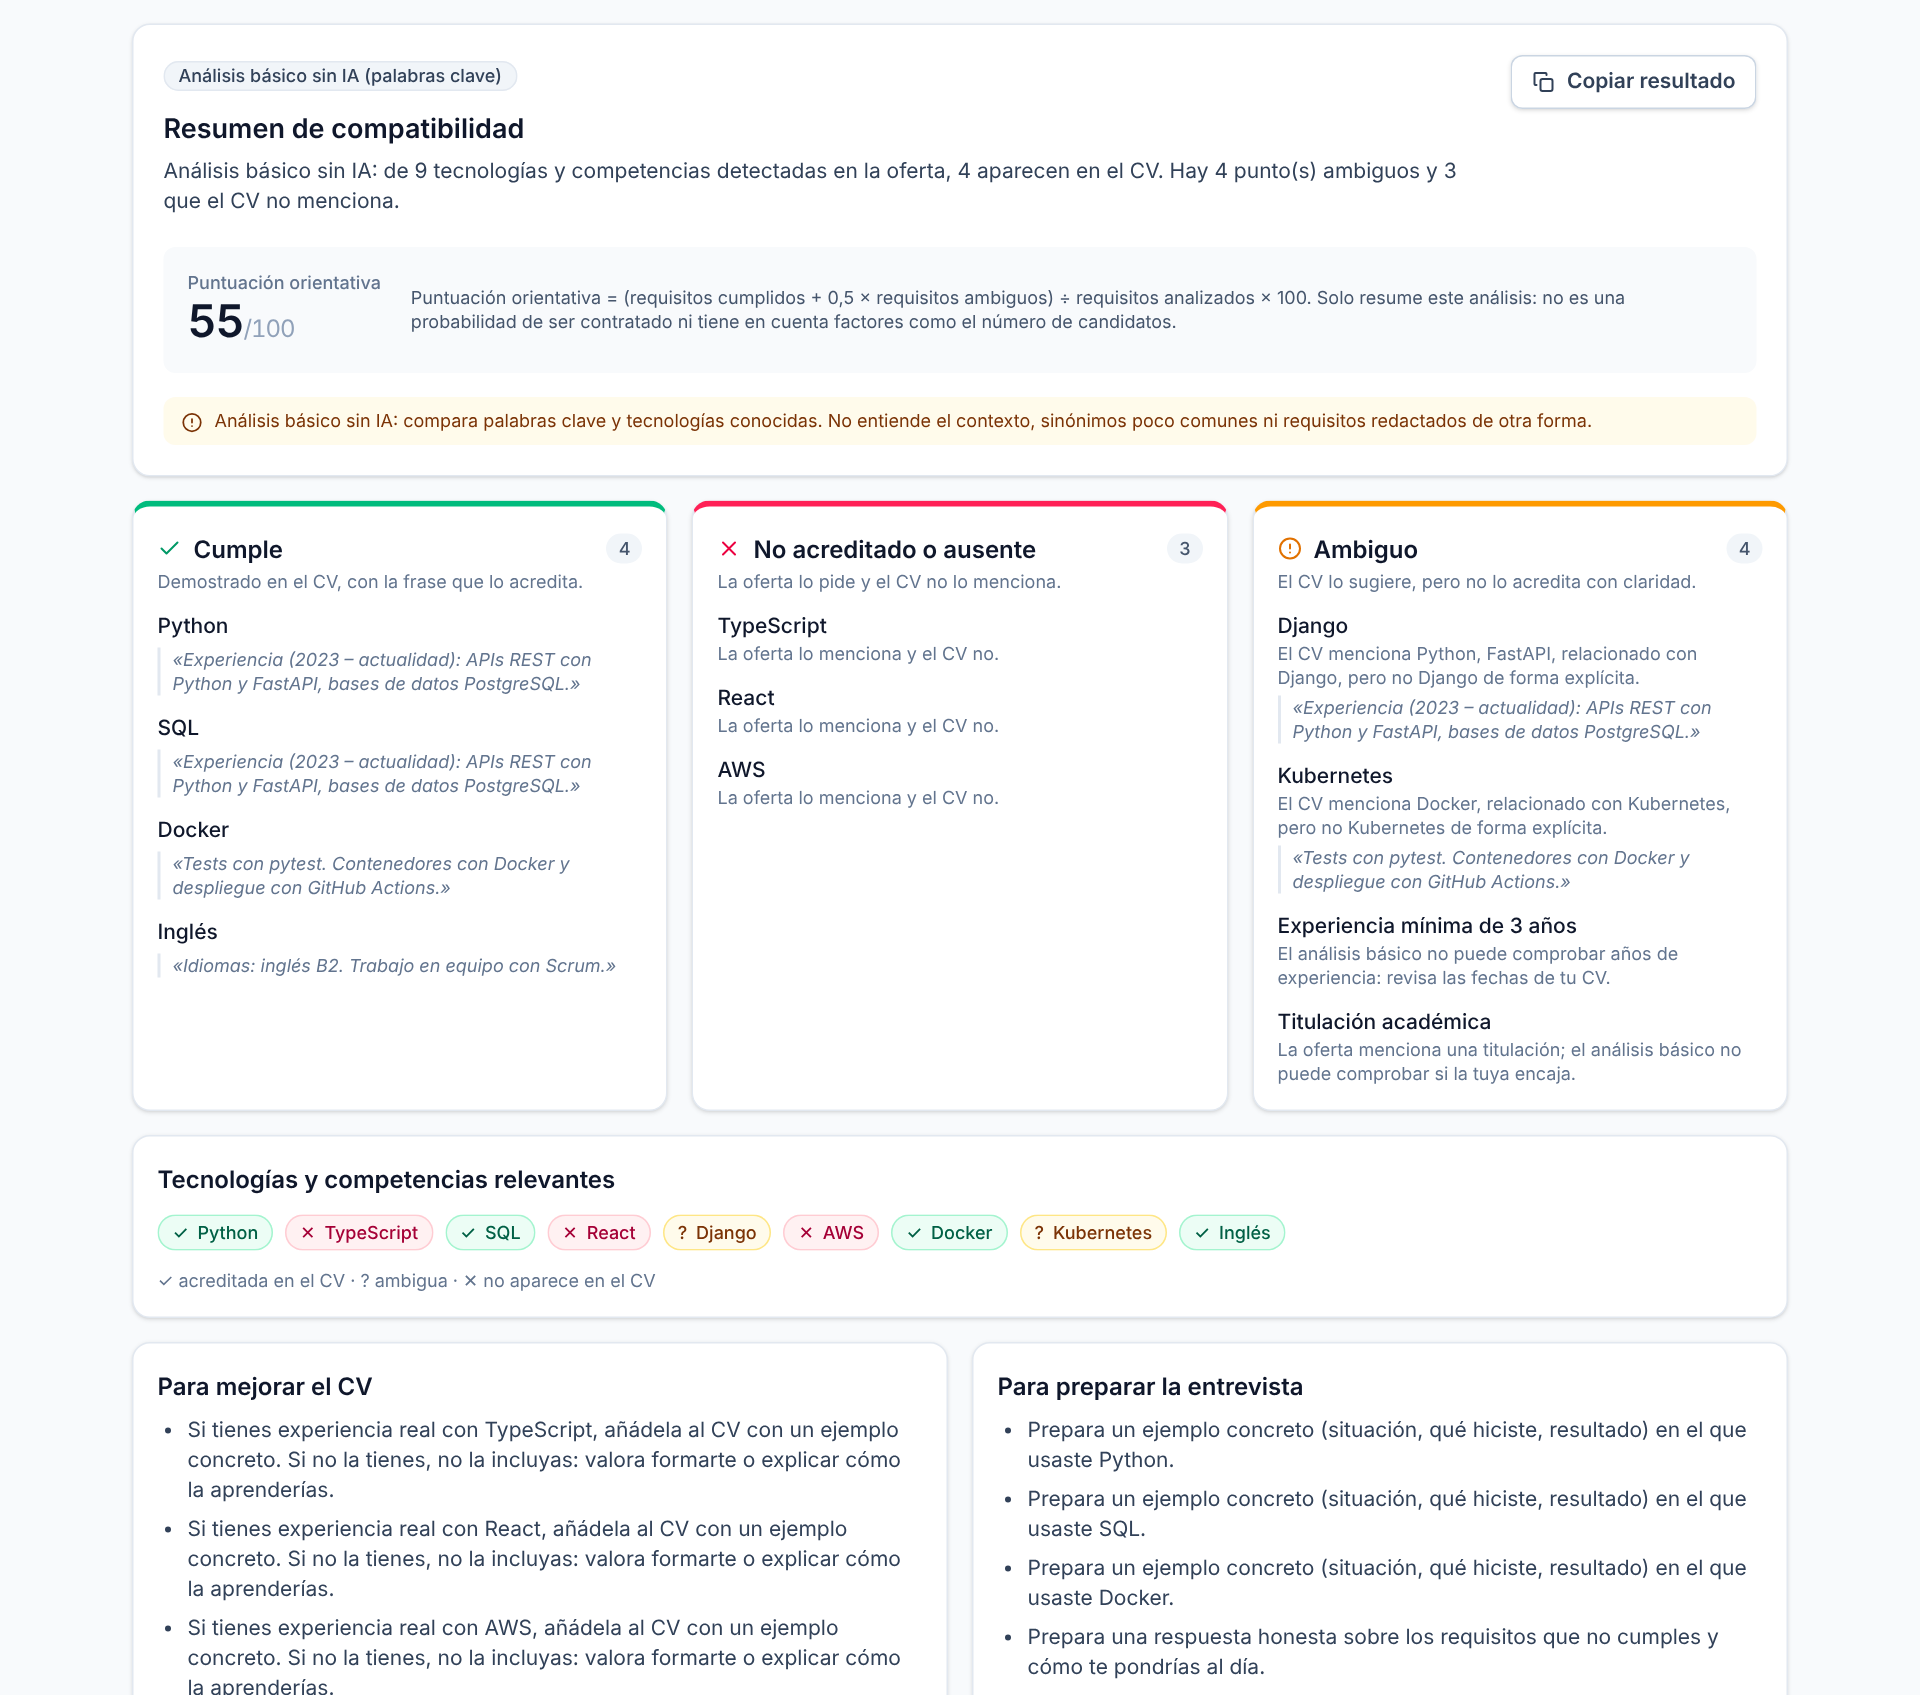 Análisis básico sin IA (palabras clave)
Copiar resultado
Resumen de compatibilidad
Análisis básico sin IA: de 9 tecnologías y competencias detectadas en la oferta, 4 aparecen en el CV. Hay 4 punto(s) ambiguos y 3
que el CV no menciona.
Puntuación orientativa
55/100
Puntuación orientativa = (requisitos cumplidos + 0,5 × requisitos ambiguos) ÷ requisitos analizados × 100. Solo resume este análisis: no es una
probabilidad de ser contratado ni tiene en cuenta factores como el número de candidatos.
Análisis básico sin IA: compara palabras clave y tecnologías conocidas. No entiende el contexto, sinónimos poco comunes ni requisitos redactados de otra forma.
Cumple 4
Demostrado en el CV, con la frase que lo acredita.
Python
«Experiencia (2023 – actualidad): APIs REST con
Python y FastAPI, bases de datos PostgreSQL.»
SQL
«Experiencia (2023 – actualidad): APIs REST con
Python y FastAPI, bases de datos PostgreSQL.»
Docker
«Tests con pytest. Contenedores con Docker y
despliegue con GitHub Actions.»
Inglés
«Idiomas: inglés B2. Trabajo en equipo con Scrum.»
No acreditado o ausente 3
La oferta lo pide y el CV no lo menciona.
TypeScript
La oferta lo menciona y el CV no.
React
La oferta lo menciona y el CV no.
AWS
La oferta lo menciona y el CV no.
Ambiguo 4
El CV lo sugiere, pero no lo acredita con claridad.
Django
El CV menciona Python, FastAPI, relacionado con
Django, pero no Django de forma explícita.
«Experiencia (2023 – actualidad): APIs REST con
Python y FastAPI, bases de datos PostgreSQL.»
Kubernetes
El CV menciona Docker, relacionado con Kubernetes,
pero no Kubernetes de forma explícita.
«Tests con pytest. Contenedores con Docker y
despliegue con GitHub Actions.»
Experiencia mínima de 3 años
El análisis básico no puede comprobar años de
experiencia: revisa las fechas de tu CV.
Titulación académica
La oferta menciona una titulación; el análisis básico no
puede comprobar si la tuya encaja.
Tecnologías y competencias relevantes
✓ Python ✕ TypeScript ✓ SQL ✕ React ? Django ✕ AWS ✓ Docker ? Kubernetes ✓ Inglés
✓ acreditada en el CV · ? ambigua · ✕ no aparece en el CV
Para mejorar el CV
• Si tienes experiencia real con TypeScript, añádela al CV con un ejemplo
concreto. Si no la tienes, no la incluyas: valora formarte o explicar cómo
la aprenderías.
• Si tienes experiencia real con React, añádela al CV con un ejemplo
concreto. Si no la tienes, no la incluyas: valora formarte o explicar cómo
la aprenderías.
• Si tienes experiencia real con AWS, añádela al CV con un ejemplo
concreto. Si no la tienes, no la incluyas: valora formarte o explicar cómo
la aprenderías.
Para preparar la entrevista
• Prepara un ejemplo concreto (situación, qué hiciste, resultado) en el que
usaste Python.
• Prepara un ejemplo concreto (situación, qué hiciste, resultado) en el que
usaste SQL.
• Prepara un ejemplo concreto (situación, qué hiciste, resultado) en el que
usaste Docker.
• Prepara una respuesta honesta sobre los requisitos que no cumples y
cómo te pondrías al día.